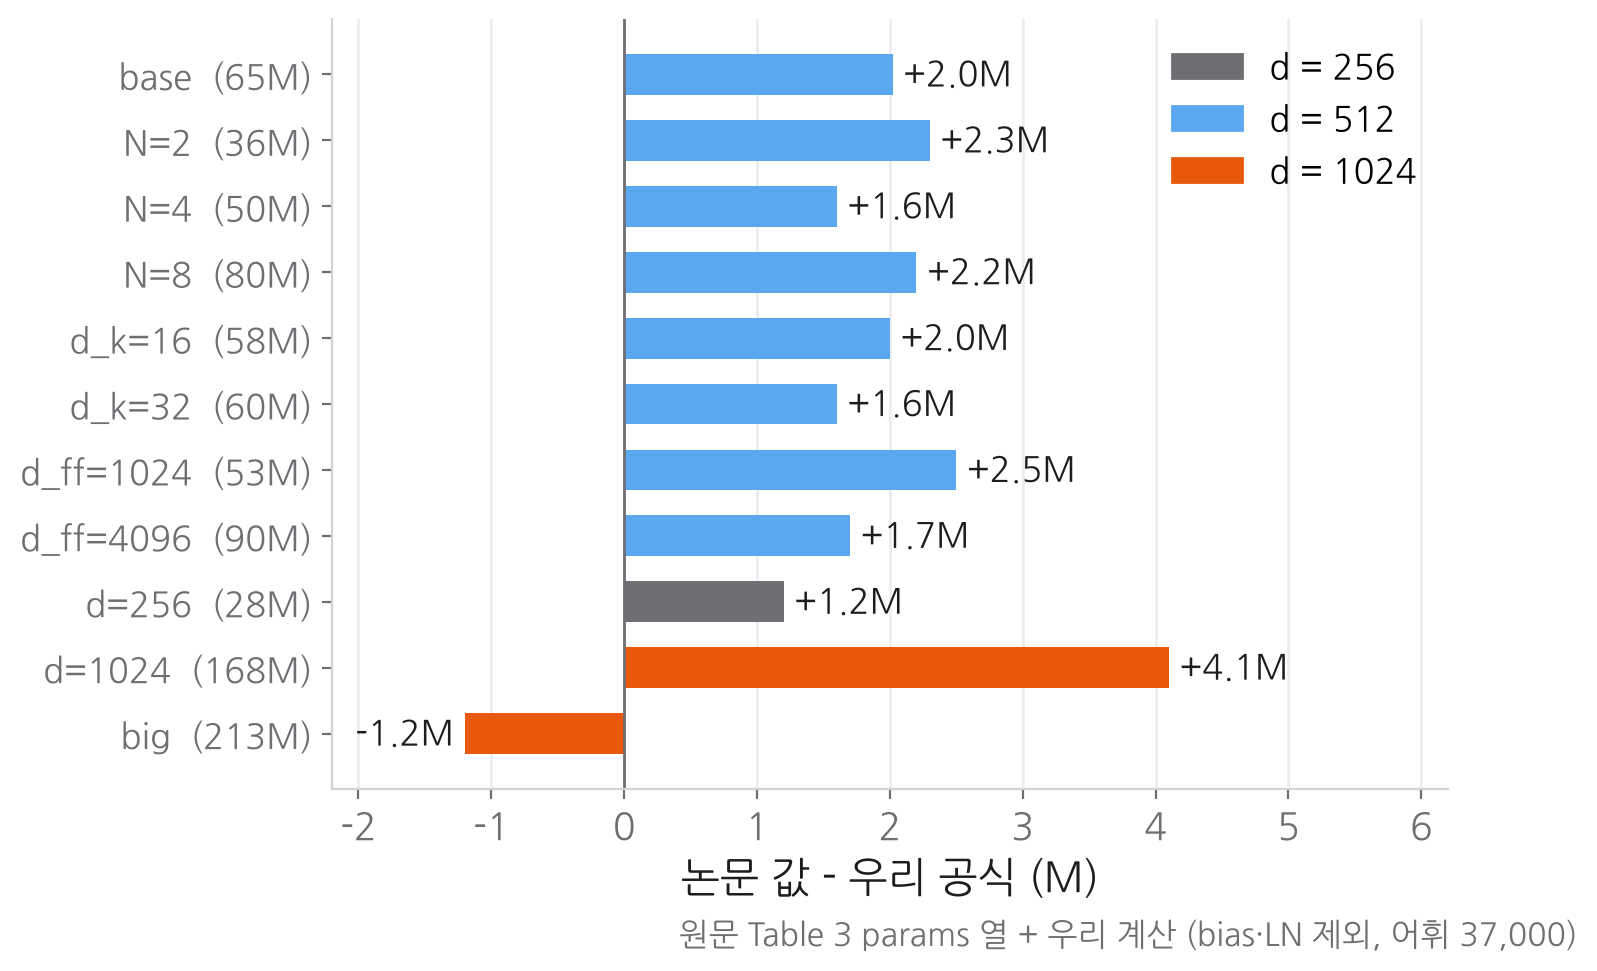 base (65M)
N=2 (36M)
N=4 (50M)
N=8 (80M)
d_k=16 (58M)
d_k=32 (60M)
d_ff=1024 (53M)
d_ff=4096 (90M)
d=256 (28M)
d=1024 (168M)
big (213M)
+2.0M
+2.3M
+1.6M
+2.2M
+2.0M
+1.6M
+2.5M
+1.7M
+1.2M
+4.1M
-1.2M
d = 256
d = 512
d = 1024
-2 -1 0 1 2 3 4 5 6
논문 값 - 우리 공식 (M)
원문 Table 3 params 열 + 우리 계산 (bias·LN 제외, 어휘 37,000)